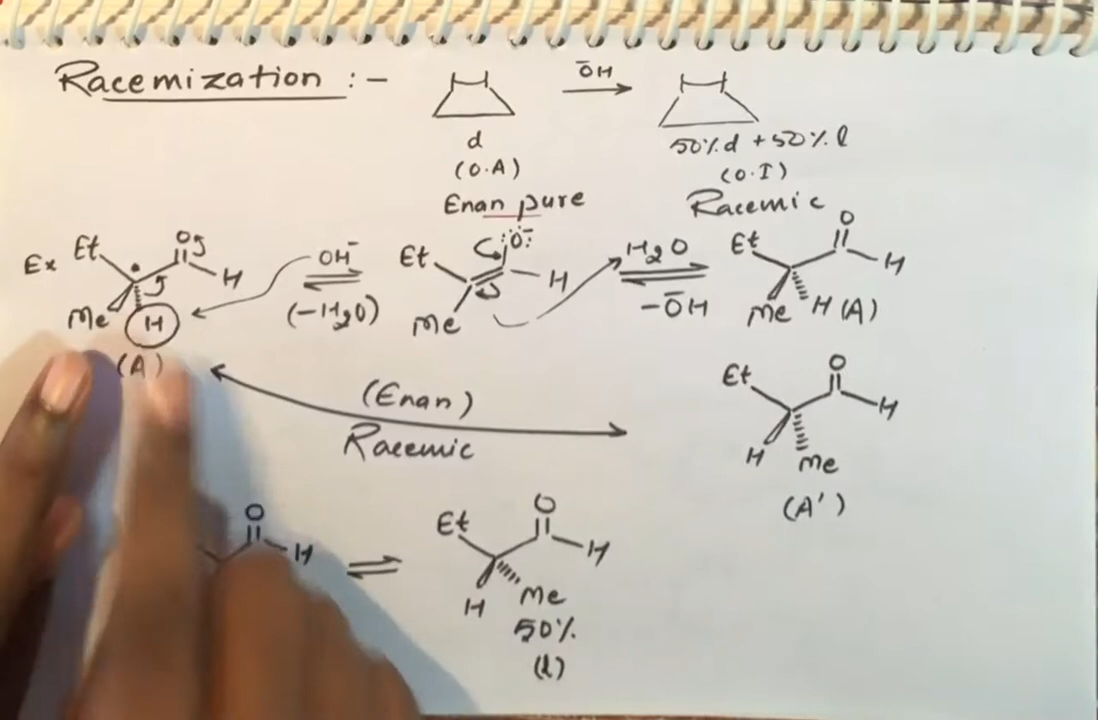 Racemization :-
ŌH
d
50% d + 50% l
(O.A)
(O.I)
Enan pure
Racemic
Ex
Et
O
H
Me
H
(A)
OH⁻
(-H₂O)
Et
:Ö:⁻
H
Me
H₂O
-ŌH
Et
O
H
Me
H
(A)
(Enan)
Racemic
Et
O
H
H
Me
(A')
O
H
Et
O
H
H
Me
50%
(l)